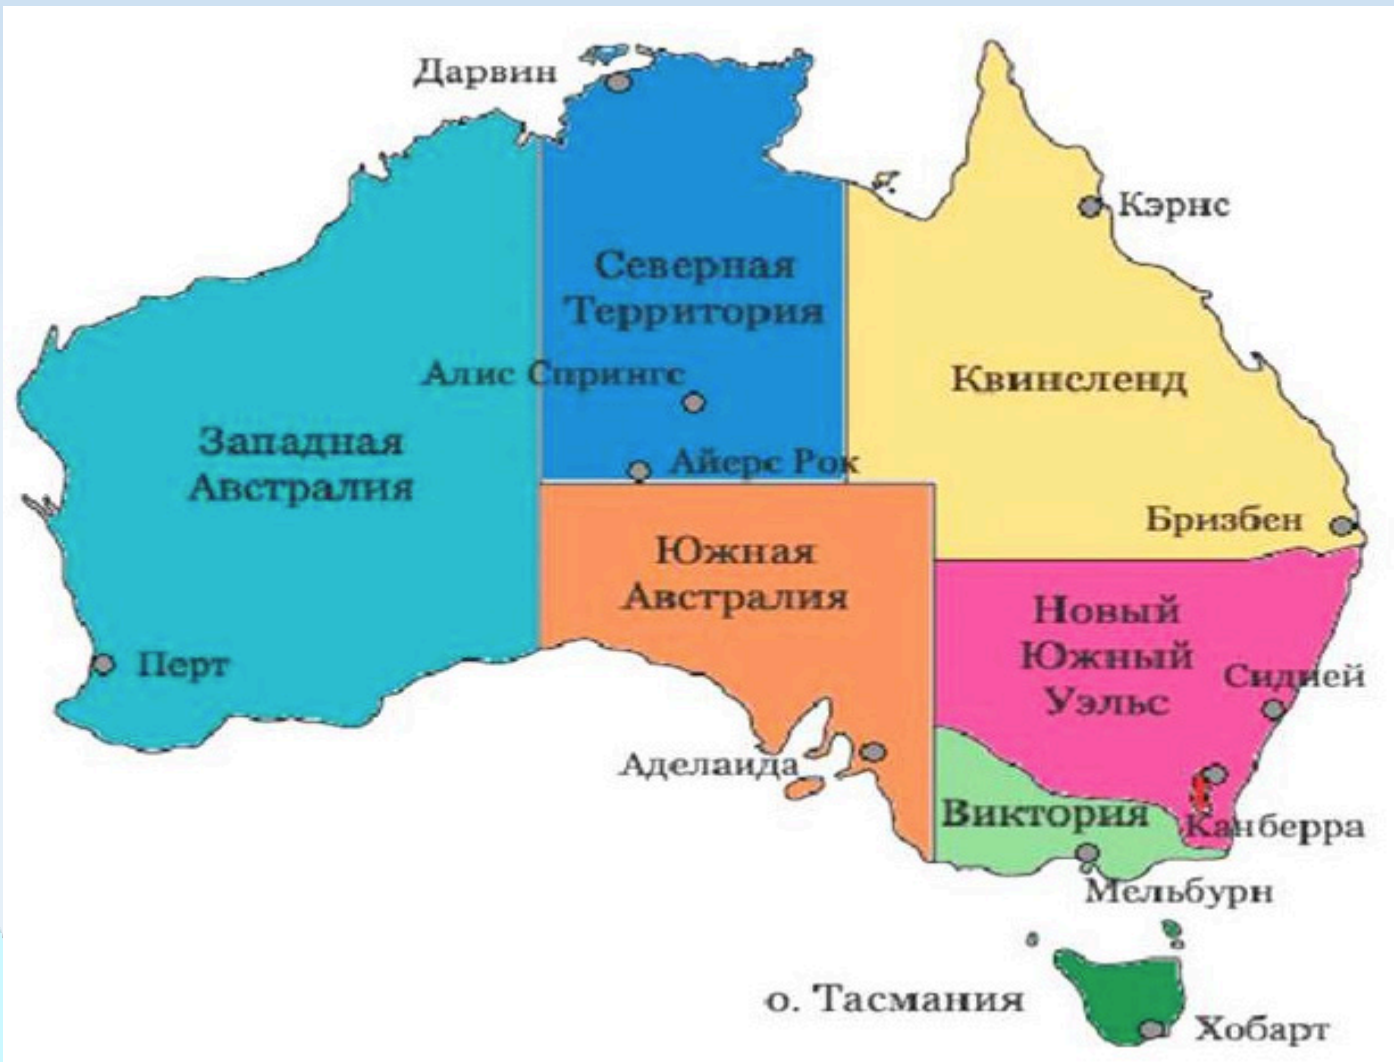 Дарвин
Кэрнс
Северная
Территория
Алис Спрингс
Квинсленд
Западная
Австралия
Айерс Рок
Бризбен
Южная
Австралия
Новый
Южный
Уэльс
Сидней
Перт
Аделаида
Виктория
Канберра
Мельбурн
о. Тасмания
Хобарт